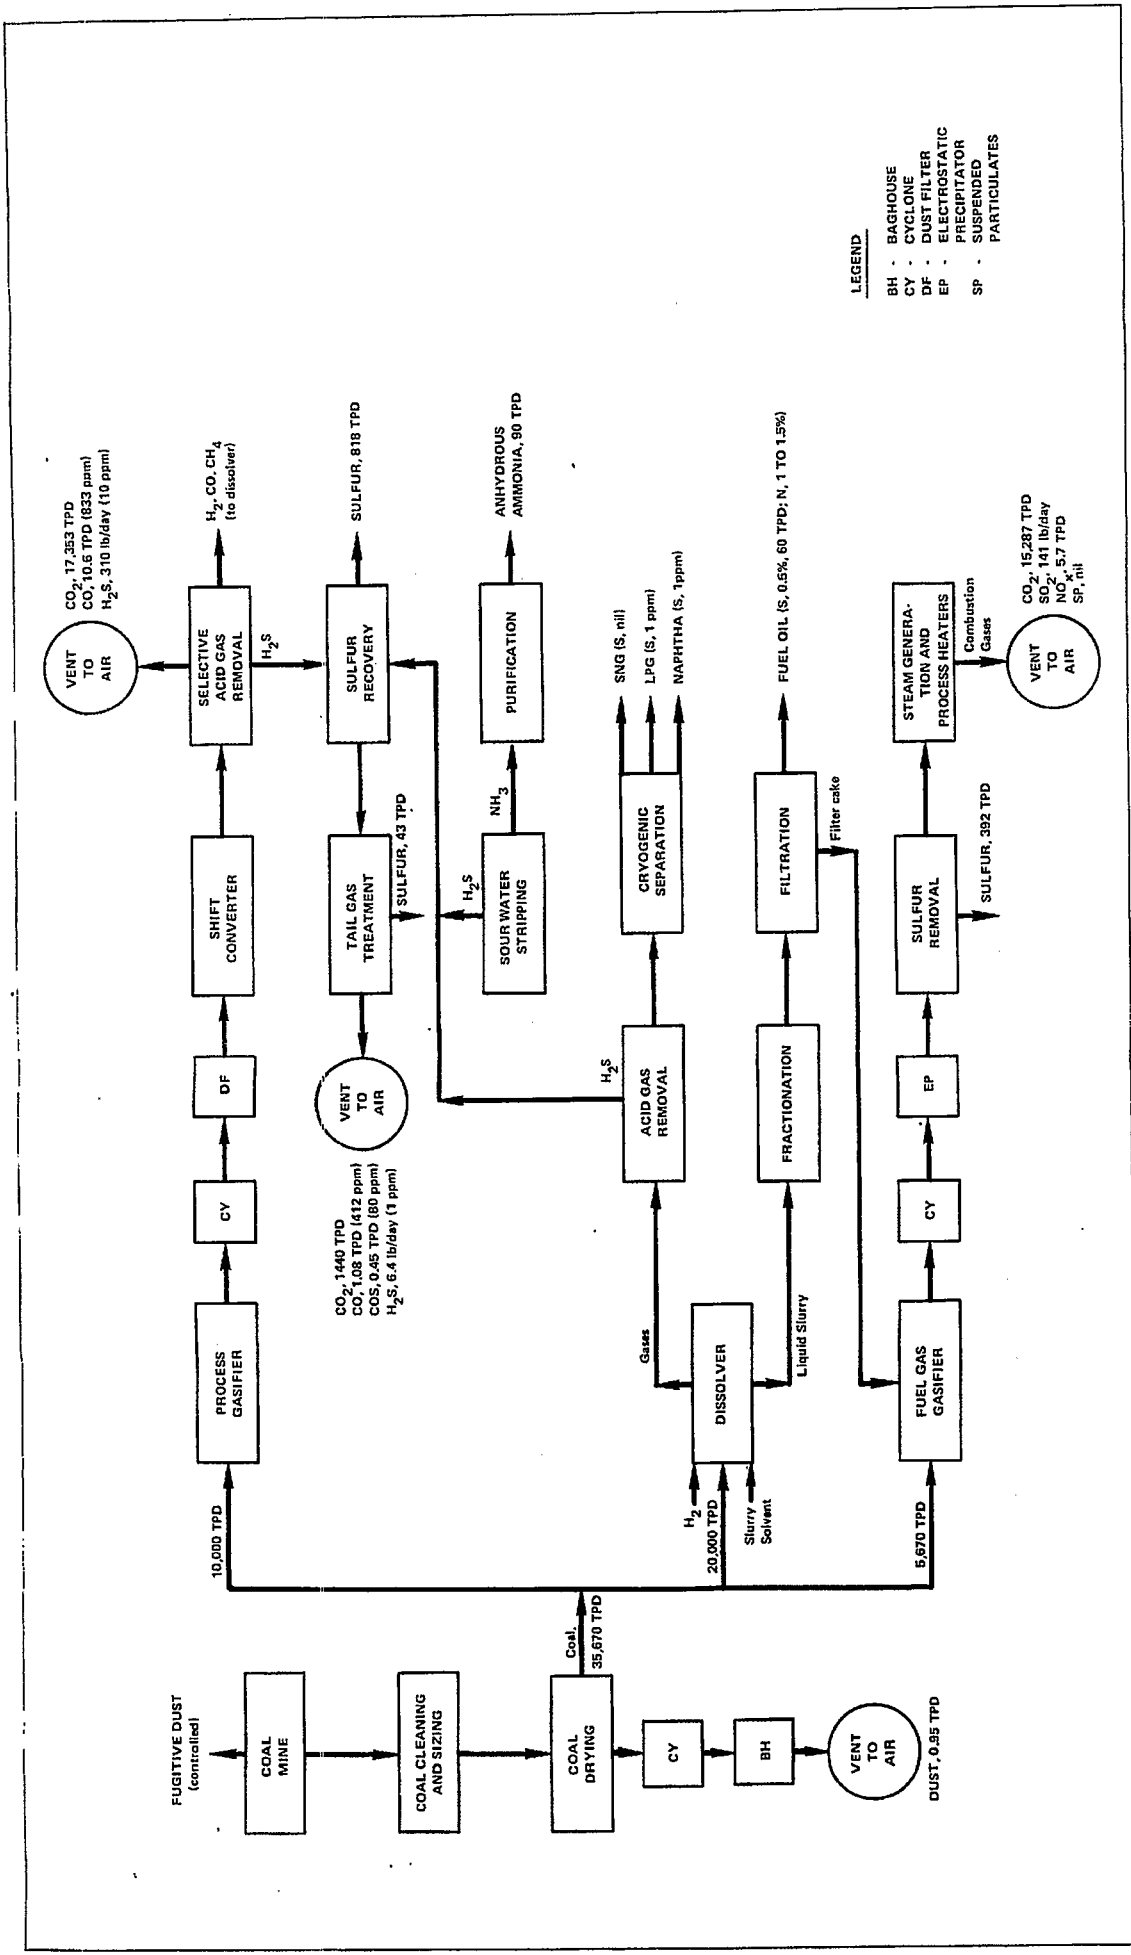 FUGITIVE DUST
(controlled)
COAL
MINE
COAL CLEANING
AND SIZING
COAL
DRYING
CY
BH
VENT
TO
AIR
DUST, 0.95 TPD
Coal.
35,670 TPD
10,000 TPD
PROCESS
GASIFIER
CY
DF
SHIFT
CONVERTER
SELECTIVE
ACID GAS
REMOVAL
VENT
TO
AIR
CO2, 17,353 TPD
CO, 10.6 TPD (833 ppm)
H2S, 310 lb/day (10 ppm)
H2, CO, CH4
(to dissolver)
H2S
SULFUR
RECOVERY
SULFUR, 818 TPD
TAIL GAS
TREATMENT
SULFUR, 43 TPD
VENT
TO
AIR
CO2, 1440 TPD
CO, 1.08 TPD (412 ppm)
COS, 0.45 TPD (80 ppm)
H2S, 6.4 lb/day (1 ppm)
H2S
SOUR WATER
STRIPPING
NH3
PURIFICATION
ANHYDROUS
AMMONIA, 90 TPD
H2
20,000 TPD
Slurry
Solvent
DISSOLVER
Gases
Liquid Slurry
H2S
ACID GAS
REMOVAL
CRYOGENIC
SEPARATION
SNG (S, nil)
LPG (S, 1 ppm)
NAPHTHA (S, 1ppm)
FRACTIONATION
FILTRATION
Filter cake
FUEL OIL (S, 0.5%, 60 TPD; N, 1 TO 1.5%)
5,670 TPD
FUEL GAS
GASIFIER
CY
EP
SULFUR
REMOVAL
SULFUR, 392 TPD
STEAM GENERA-
TION AND
PROCESS HEATERS
Combustion
Gases
VENT
TO
AIR
CO2, 15,287 TPD
SO2, 141 lb/day
NOx, 5.7 TPD
SP, nil
LEGEND
BH - BAGHOUSE
CY - CYCLONE
DF - DUST FILTER
EP - ELECTROSTATIC
PRECIPITATOR
SP - SUSPENDED
PARTICULATES